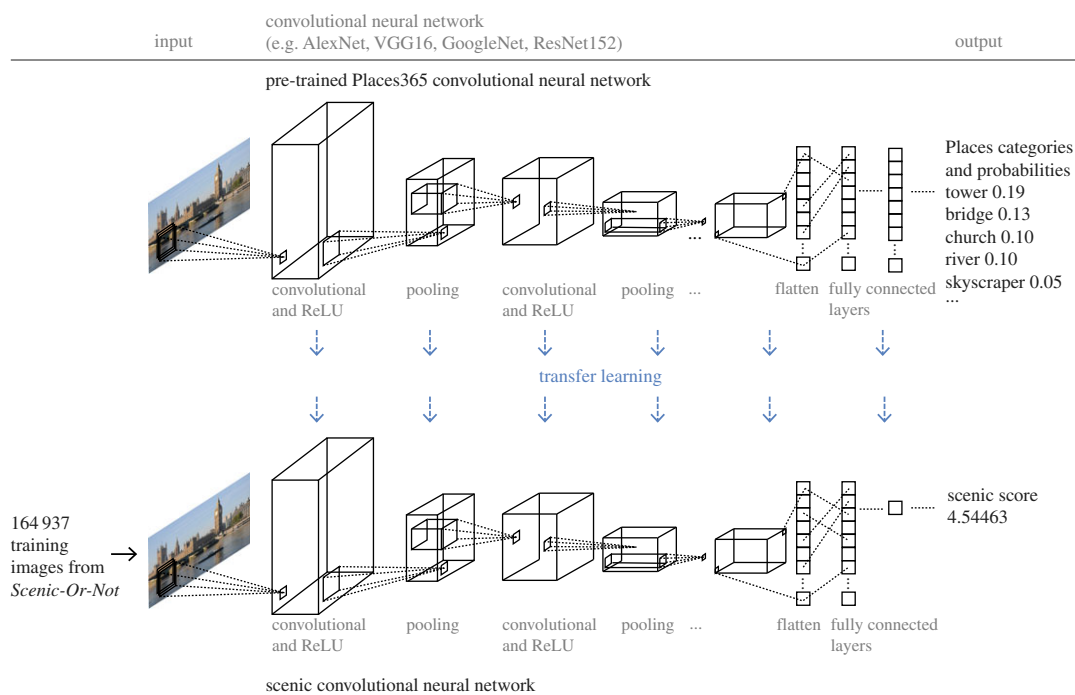 convolutional neural network
input
(e.g. AlexNet, VGG16, GoogleNet, ResNet152)
output
pre-trained Places365 convolutional neural network
Places categories
and probabilities
tower 0.19
bridge 0.13
church 0.10
river 0.10
skyscraper 0.05
...
...
convolutional
and ReLU
pooling
convolutional
and ReLU
pooling
...
flatten
fully connected
layers
transfer learning
164 937
training
images from
Scenic-Or-Not
scenic score
4.54463
...
convolutional
and ReLU
pooling
convolutional
and ReLU
pooling
...
flatten
fully connected
layers
scenic convolutional neural network